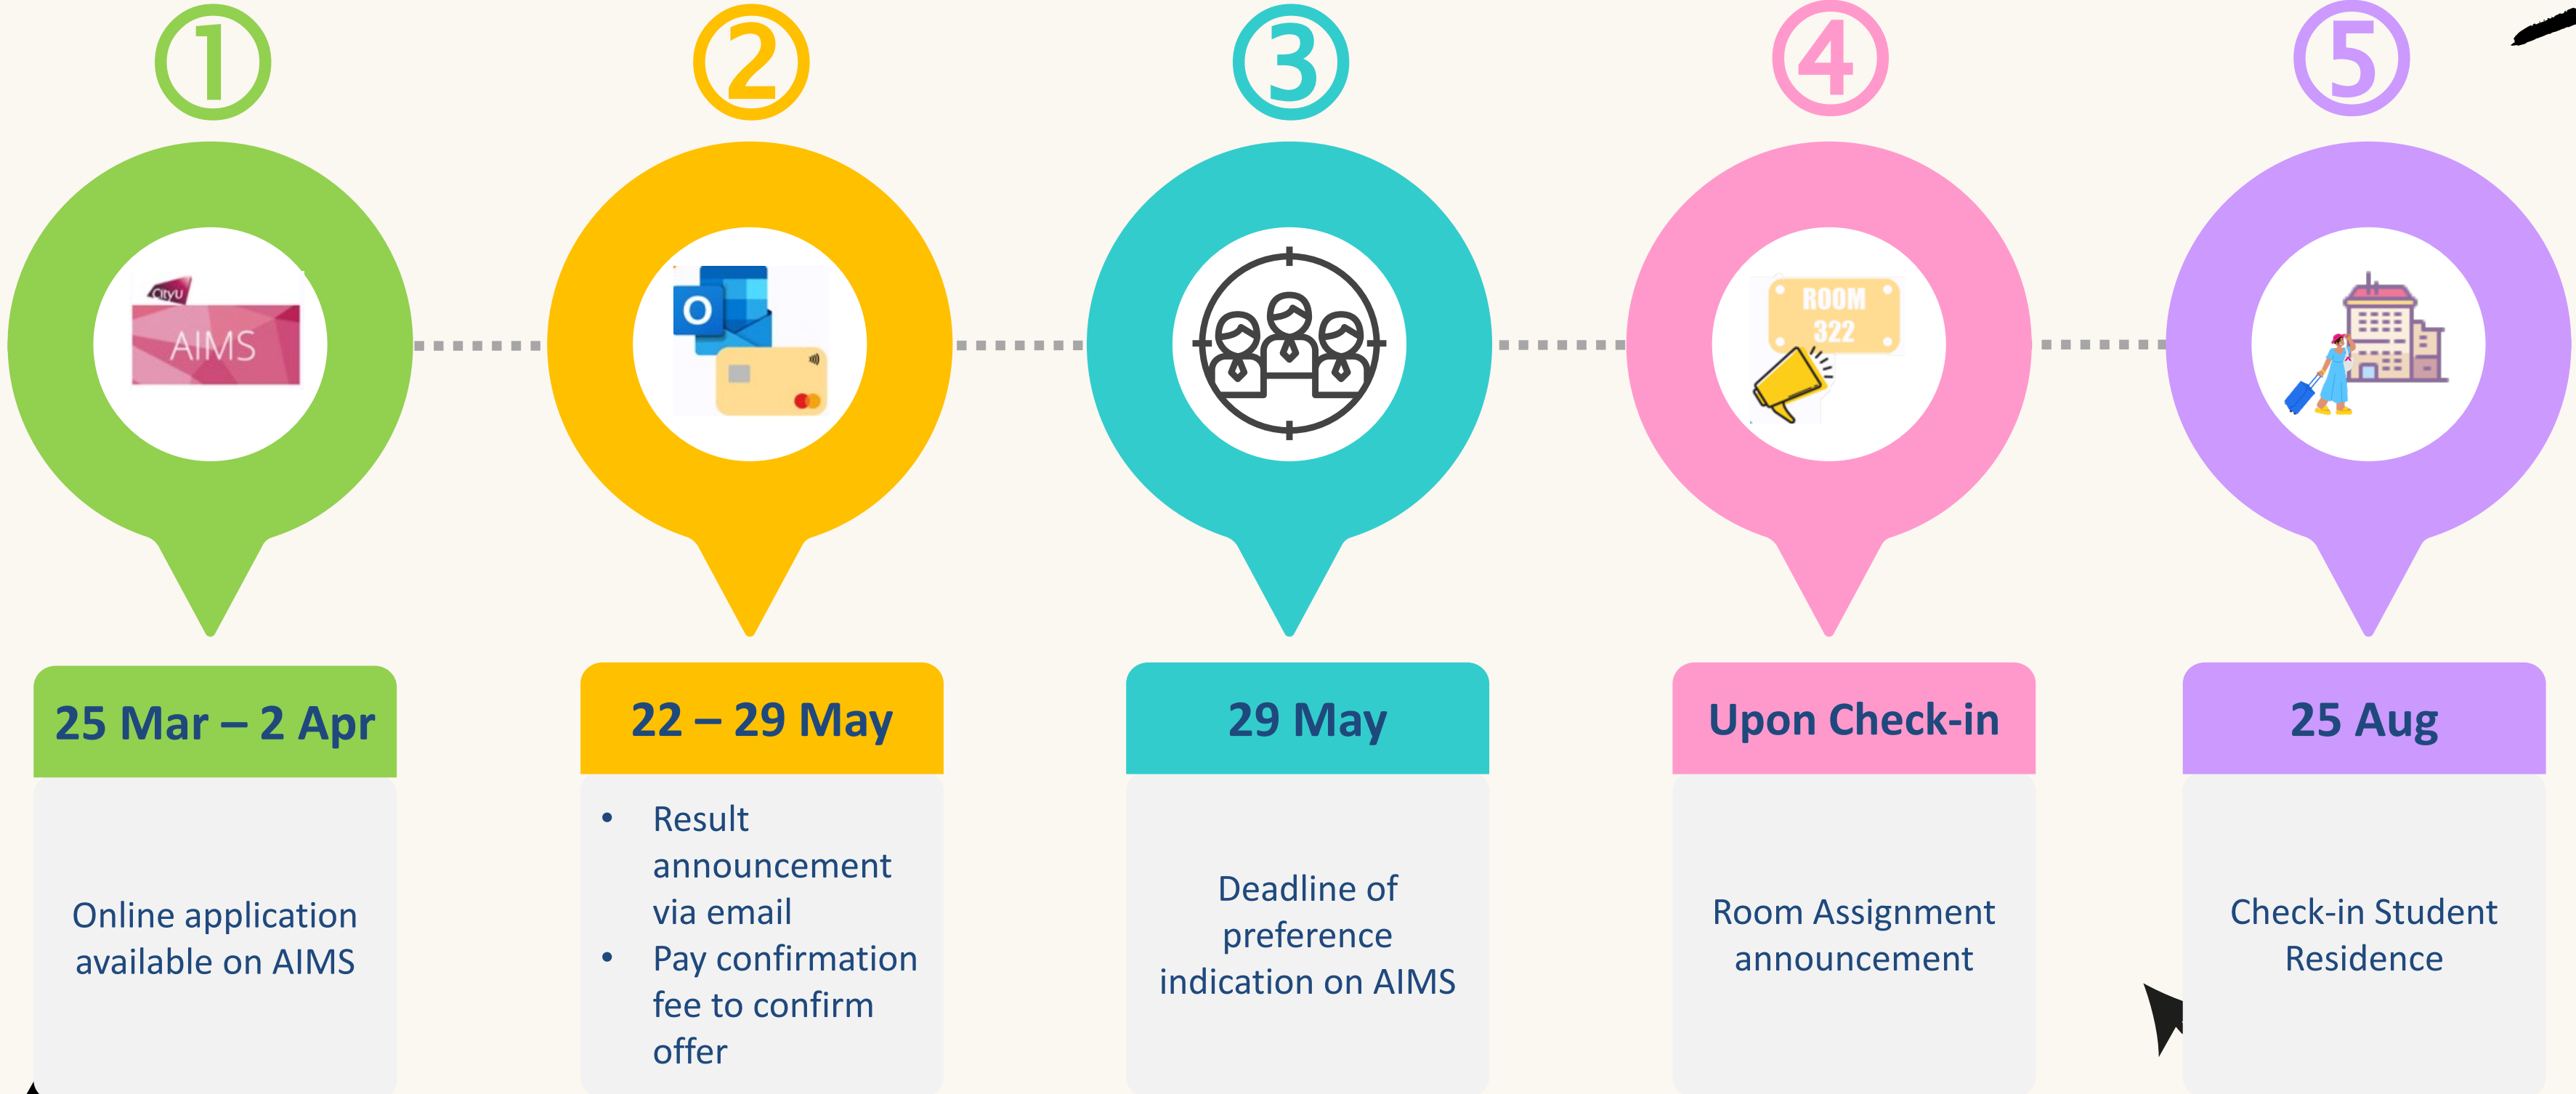 1
2
3
4
5
CityU
AIMS
O
ROOM
322
25 Mar – 2 Apr
Online application
available on AIMS
22 – 29 May
• Result
announcement
via email
• Pay confirmation
fee to confirm
offer
29 May
Deadline of
preference
indication on AIMS
Upon Check-in
Room Assignment
announcement
25 Aug
Check-in Student
Residence